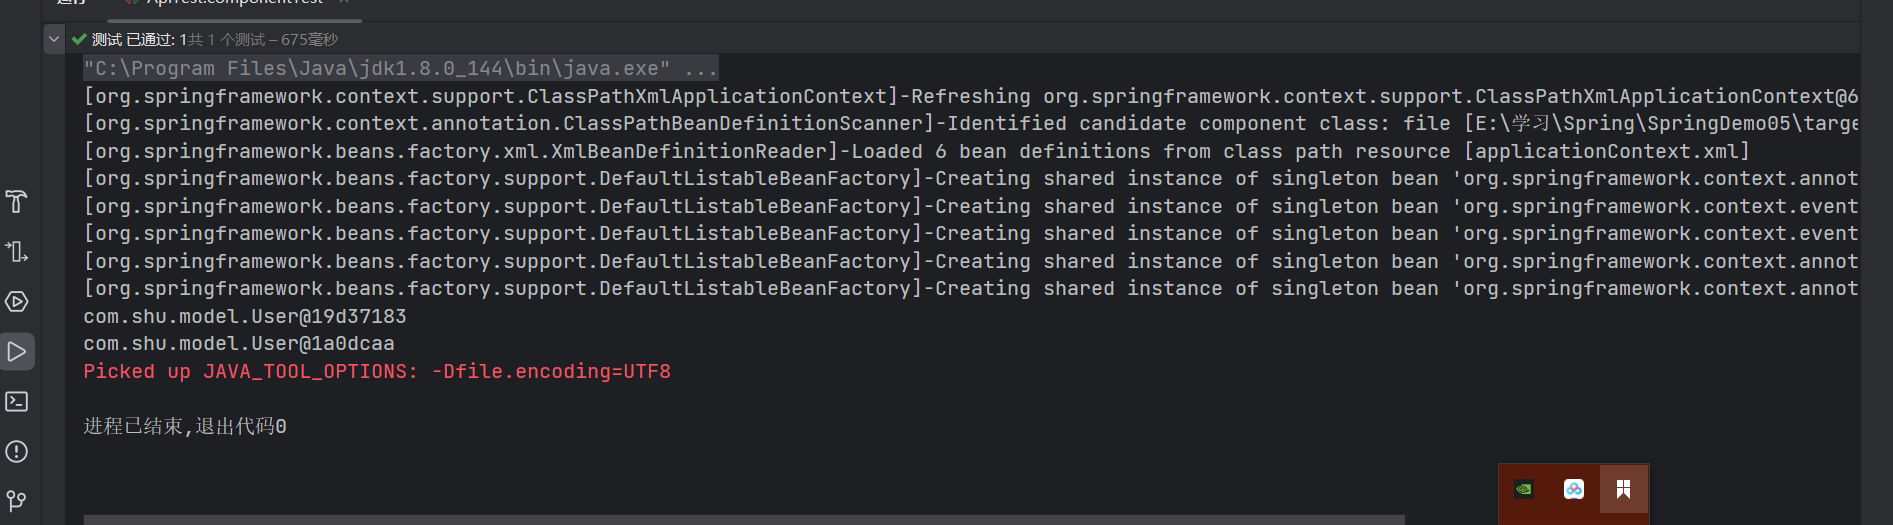 ApiTest.componentTest
测试 已通过: 1共 1 个测试 – 675毫秒
"C:\Program Files\Java\jdk1.8.0_144\bin\java.exe" ...
[org.springframework.context.support.ClassPathXmlApplicationContext]-Refreshing org.springframework.context.support.ClassPathXmlApplicationContext@6
[org.springframework.context.annotation.ClassPathBeanDefinitionScanner]-Identified candidate component class: file [E:\学习\Spring\SpringDemo05\targe
[org.springframework.beans.factory.xml.XmlBeanDefinitionReader]-Loaded 6 bean definitions from class path resource [applicationContext.xml]
[org.springframework.beans.factory.support.DefaultListableBeanFactory]-Creating shared instance of singleton bean 'org.springframework.context.annot
[org.springframework.beans.factory.support.DefaultListableBeanFactory]-Creating shared instance of singleton bean 'org.springframework.context.event
[org.springframework.beans.factory.support.DefaultListableBeanFactory]-Creating shared instance of singleton bean 'org.springframework.context.event
[org.springframework.beans.factory.support.DefaultListableBeanFactory]-Creating shared instance of singleton bean 'org.springframework.context.annot
[org.springframework.beans.factory.support.DefaultListableBeanFactory]-Creating shared instance of singleton bean 'org.springframework.context.annot
com.shu.model.User@19d37183
com.shu.model.User@1a0dcaa
Picked up JAVA_TOOL_OPTIONS: -Dfile.encoding=UTF8
进程已结束,退出代码0